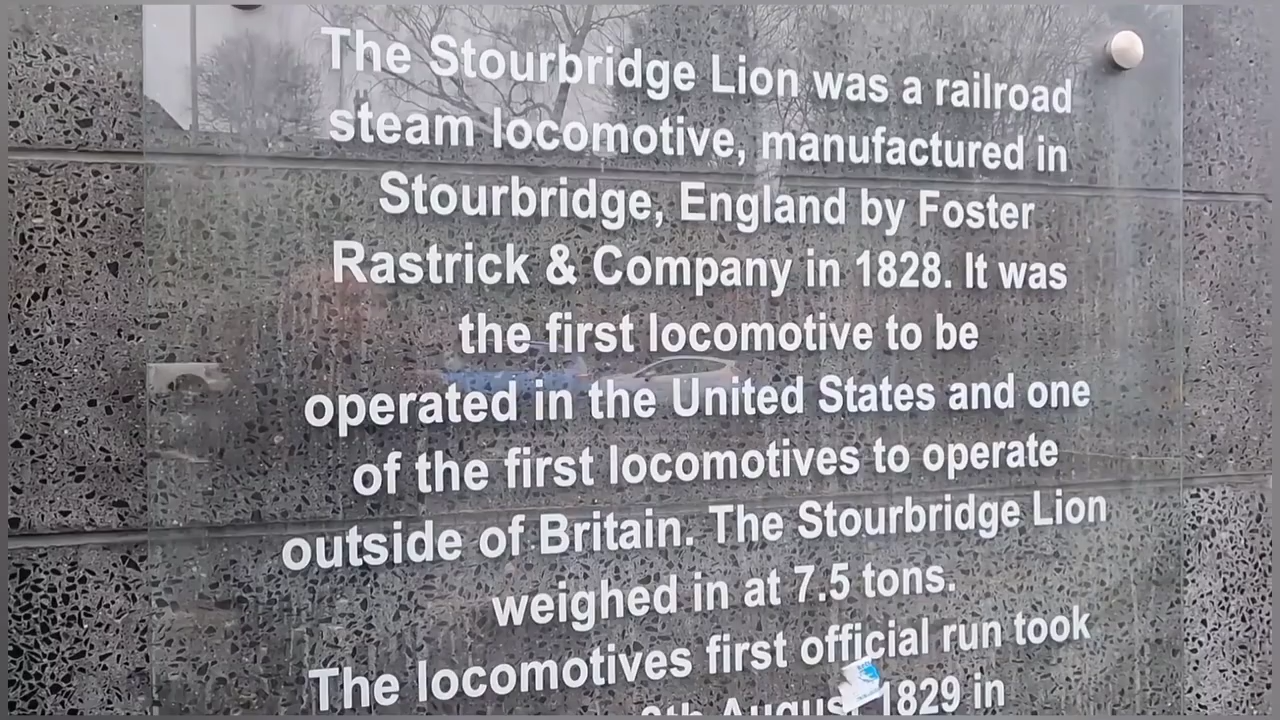 The Stourbridge Lion was a railroad
steam locomotive, manufactured in
Stourbridge, England by Foster
Rastrick & Company in 1828. It was
the first locomotive to be
operated in the United States and one
of the first locomotives to operate
outside of Britain. The Stourbridge Lion
weighed in at 7.5 tons.
The locomotives first official run took
August 1829 in